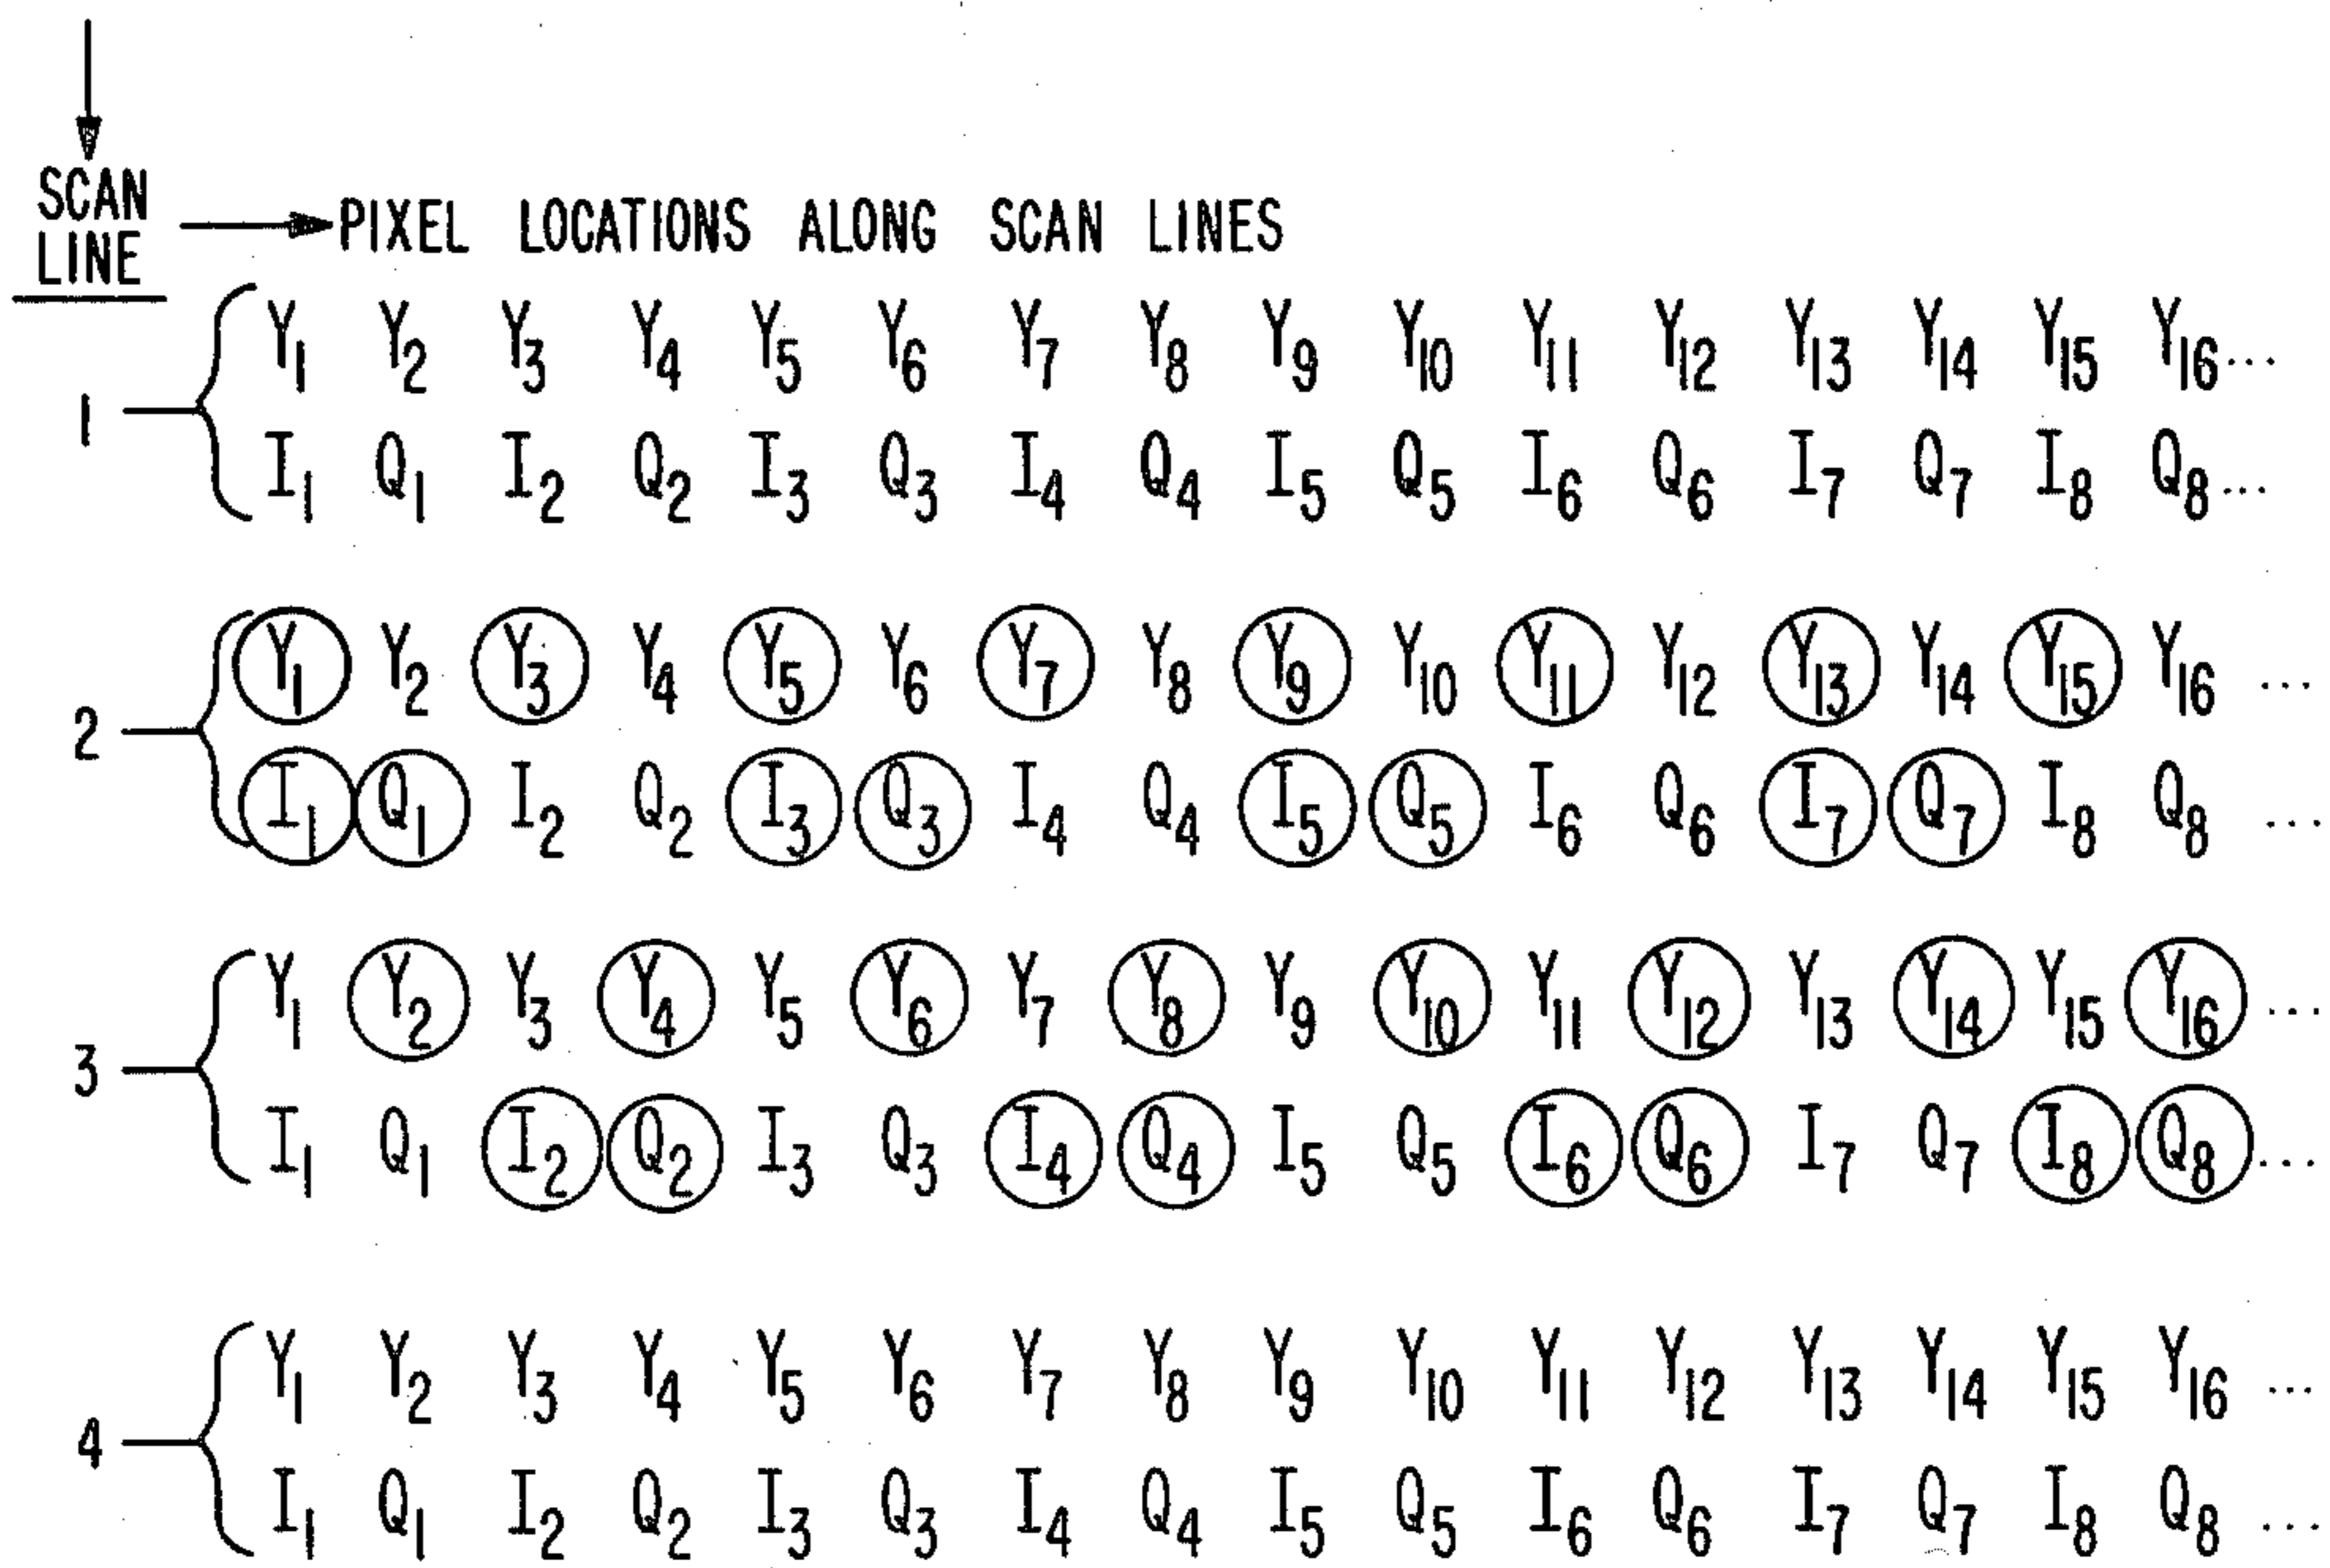 SCAN
LINE
PIXEL LOCATIONS ALONG SCAN LINES
1
Y1 Y2 Y3 Y4 Y5 Y6 Y7 Y8 Y9 Y10 Y11 Y12 Y13 Y14 Y15 Y16...
I1 Q1 I2 Q2 I3 Q3 I4 Q4 I5 Q5 I6 Q6 I7 Q7 I8 Q8...
2
Y1 Y2 Y3 Y4 Y5 Y6 Y7 Y8 Y9 Y10 Y11 Y12 Y13 Y14 Y15 Y16 ...
I1 Q1 I2 Q2 I3 Q3 I4 Q4 I5 Q5 I6 Q6 I7 Q7 I8 Q8 ...
3
Y1 Y2 Y3 Y4 Y5 Y6 Y7 Y8 Y9 Y10 Y11 Y12 Y13 Y14 Y15 Y16 ...
I1 Q1 I2 Q2 I3 Q3 I4 Q4 I5 Q5 I6 Q6 I7 Q7 I8 Q8 ...
4
Y1 Y2 Y3 Y4 Y5 Y6 Y7 Y8 Y9 Y10 Y11 Y12 Y13 Y14 Y15 Y16 ...
I1 Q1 I2 Q2 I3 Q3 I4 Q4 I5 Q5 I6 Q6 I7 Q7 I8 Q8 ...